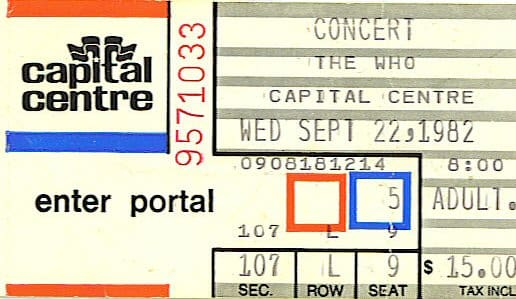 capital
centre
9571033
CONCERT
THE WHO
CAPITAL CENTRE
WED SEPT 22,1982
0908181214 8:00
enter portal 5 ADULT.
107 L 9
107 L 9 $ 15.00
SEC. ROW SEAT TAX INCL